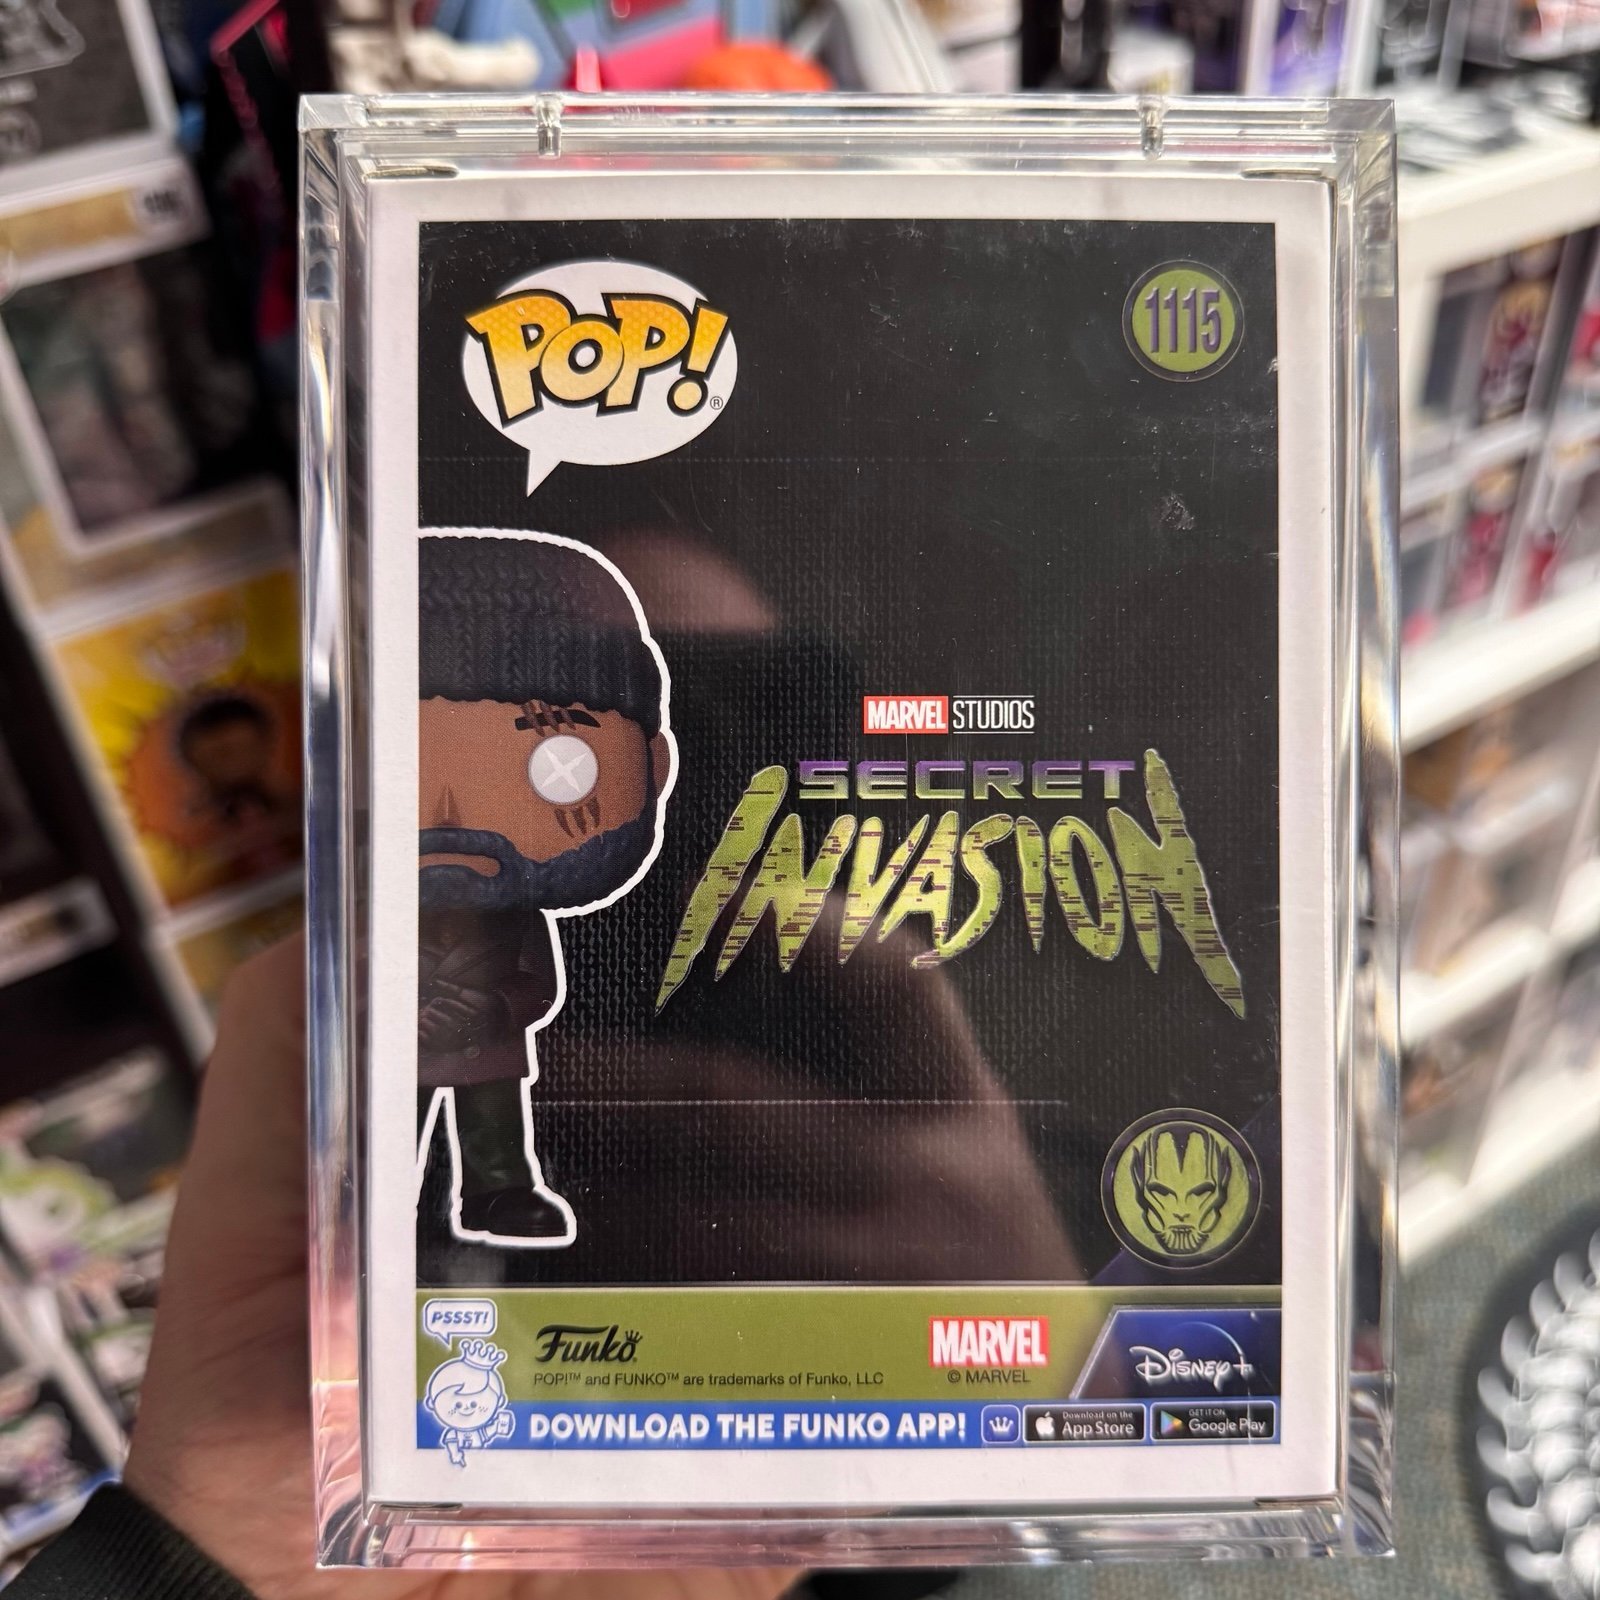 POP!®
1115
MARVEL STUDIOS
SECRET
INVASION
PSSST!
Funko®
POP!™ and FUNKO™ are trademarks of Funko, LLC
MARVEL
© MARVEL
Disney+
DOWNLOAD THE FUNKO APP!
Download on the
App Store
GET IT ON
Google Play